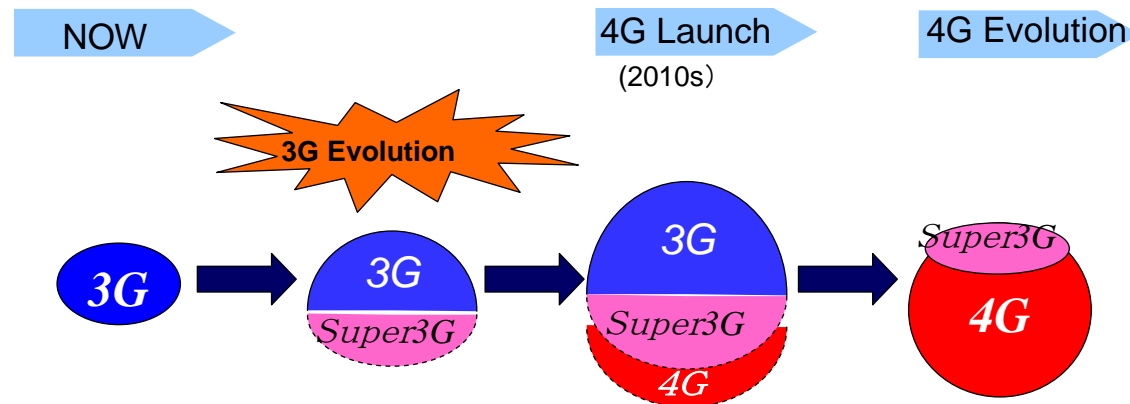 NOW
4G Launch
(2010s）
4G Evolution
3G Evolution
3G
3G
Super3G
3G
Super3G
4G
Super3G
4G